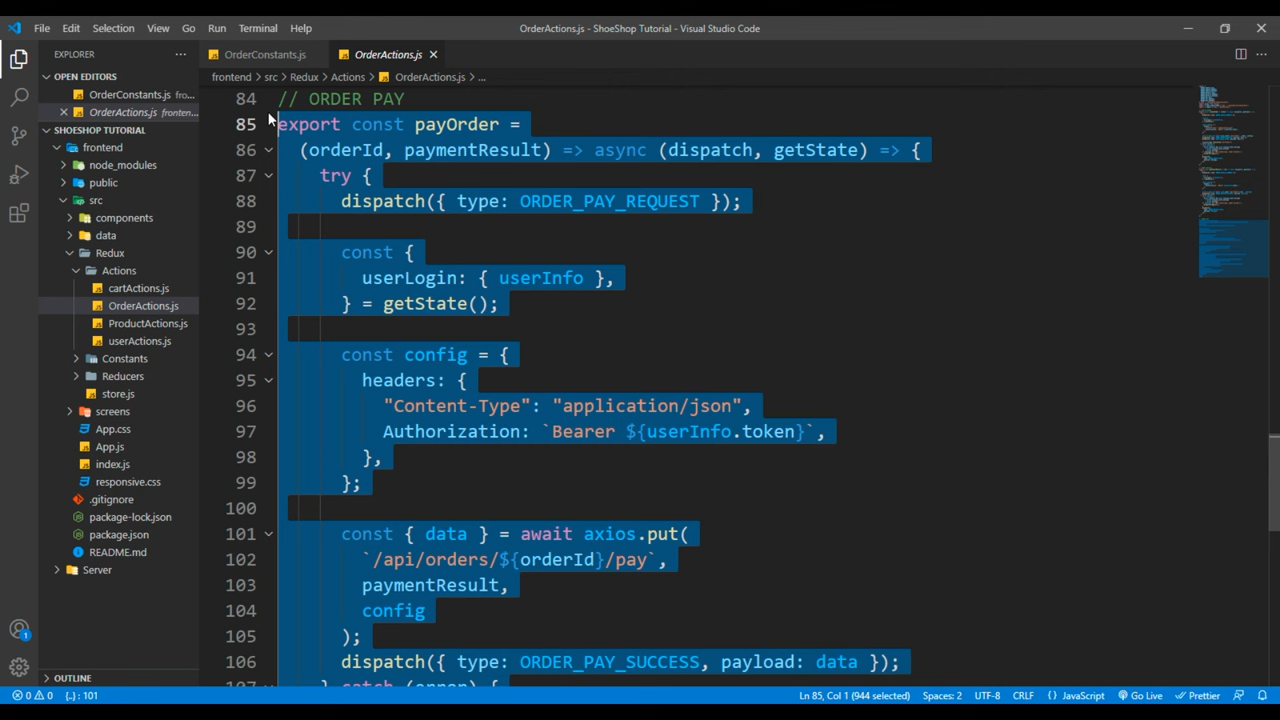 File Edit Selection View Go Run Terminal Help
OrderActions.js - ShoeShop Tutorial - Visual Studio Code
EXPLORER
OPEN EDITORS
OrderConstants.js fro...
OrderActions.js fronten...
SHOESHOP TUTORIAL
frontend
node_modules
public
src
components
data
Redux
Actions
cartActions.js
OrderActions.js
ProductActions.js
userActions.js
Constants
Reducers
store.js
screens
App.css
App.js
index.js
responsive.css
.gitignore
package-lock.json
package.json
README.md
Server
OUTLINE
OrderConstants.js OrderActions.js
frontend > src > Redux > Actions > OrderActions.js > ...
84 // ORDER PAY
85 export const payOrder =
86 (orderId, paymentResult) => async (dispatch, getState) => {
87 try {
88 dispatch({ type: ORDER_PAY_REQUEST });
89
90 const {
91 userLogin: { userInfo },
92 } = getState();
93
94 const config = {
95 headers: {
96 "Content-Type": "application/json",
97 Authorization: `Bearer ${userInfo.token}`,
98 },
99 };
100
101 const { data } = await axios.put(
102 `/api/orders/${orderId}/pay`,
103 paymentResult,
104 config
105 );
106 dispatch({ type: ORDER_PAY_SUCCESS, payload: data });
107 } catch (error) {
1
0 0 {..} : 101
Ln 85, Col 1 (944 selected) Spaces: 2 UTF-8 CRLF {} JavaScript Go Live Prettier